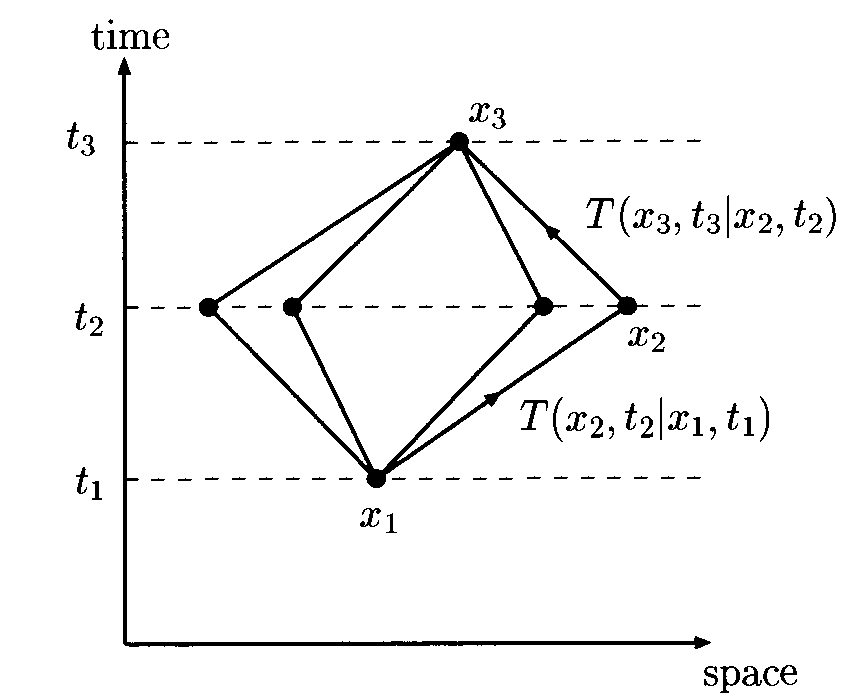 time
x₃
t₃
T(x₃, t₃|x₂, t₂)
t₂
x₂
T(x₂, t₂|x₁, t₁)
t₁
x₁
space